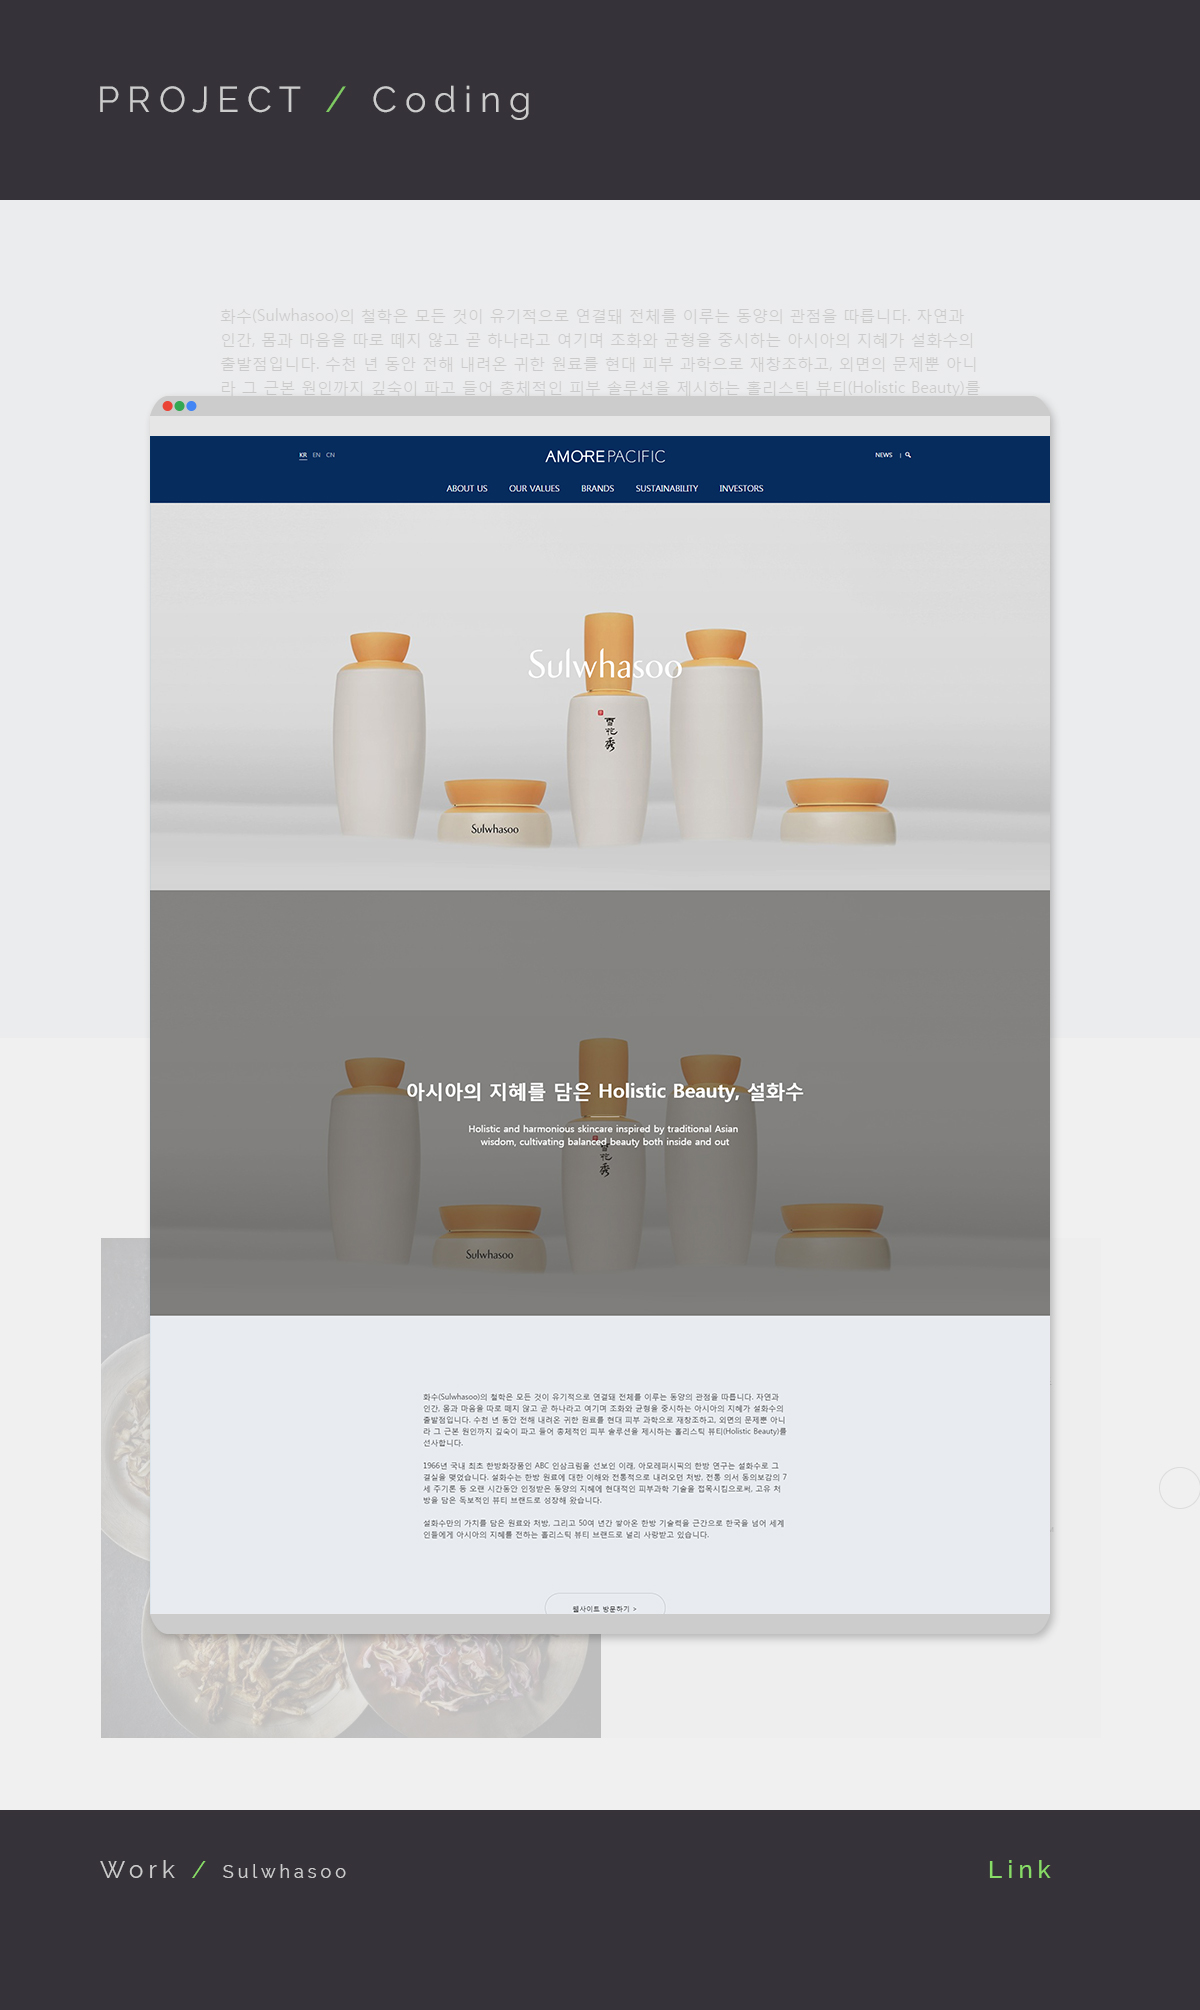 PROJECT / Coding
화수(Sulwhasoo)의 철학은 모든 것이 유기적으로 연결돼 전체를 이루는 동양의 관점을 따릅니다. 자연과
인간, 몸과 마음을 따로 떼지 않고 곧 하나라고 여기며 조화와 균형을 중시하는 아시아의 지혜가 설화수의
출발점입니다. 수천 년 동안 전해 내려온 귀한 원료를 현대 피부 과학으로 재창조하고, 외면의 문제뿐 아니
라 그 근본 원인까지 깊숙이 파고 들어 총체적인 피부 솔루션을 제시하는 홀리스틱 뷰티(Holistic Beauty)를
KR EN CN
AMOREPACIFIC
NEWS |
ABOUT US OUR VALUES BRANDS SUSTAINABILITY INVESTORS
Sulwhasoo
雪花秀
Sulwhasoo
아시아의 지혜를 담은 Holistic Beauty, 설화수
Holistic and harmonious skincare inspired by traditional Asian
wisdom, cultivating balanced beauty both inside and out
雪花秀
Sulwhasoo
화수(Sulwhasoo)의 철학은 모든 것이 유기적으로 연결돼 전체를 이루는 동양의 관점을 따릅니다. 자연과
인간, 몸과 마음을 따로 떼지 않고 곧 하나라고 여기며 조화와 균형을 중시하는 아시아의 지혜가 설화수의
출발점입니다. 수천 년 동안 전해 내려온 귀한 원료를 현대 피부 과학으로 재창조하고, 외면의 문제뿐 아니
라 그 근본 원인까지 깊숙이 파고 들어 총체적인 피부 솔루션을 제시하는 홀리스틱 뷰티(Holistic Beauty)를
선사합니다.
1966년 국내 최초 한방화장품인 ABC 인삼크림을 선보인 이래, 아모레퍼시픽의 한방 연구는 설화수로 그
결실을 맺었습니다. 설화수는 한방 원료에 대한 이해와 전통적으로 내려오던 처방, 전통 의서 동의보감의 7
세 주기론 등 오랜 시간동안 인정받은 동양의 지혜에 현대적인 피부과학 기술을 접목시킴으로써, 고유 처
방을 담은 독보적인 뷰티 브랜드로 성장해 왔습니다.
설화수만의 가치를 담은 원료와 처방, 그리고 50여 년간 쌓아온 한방 기술력을 근간으로 한국을 넘어 세계
인들에게 아시아의 지혜를 전하는 홀리스틱 뷰티 브랜드로 널리 사랑받고 있습니다.
웹사이트 방문하기 >
Work / Sulwhasoo
Link